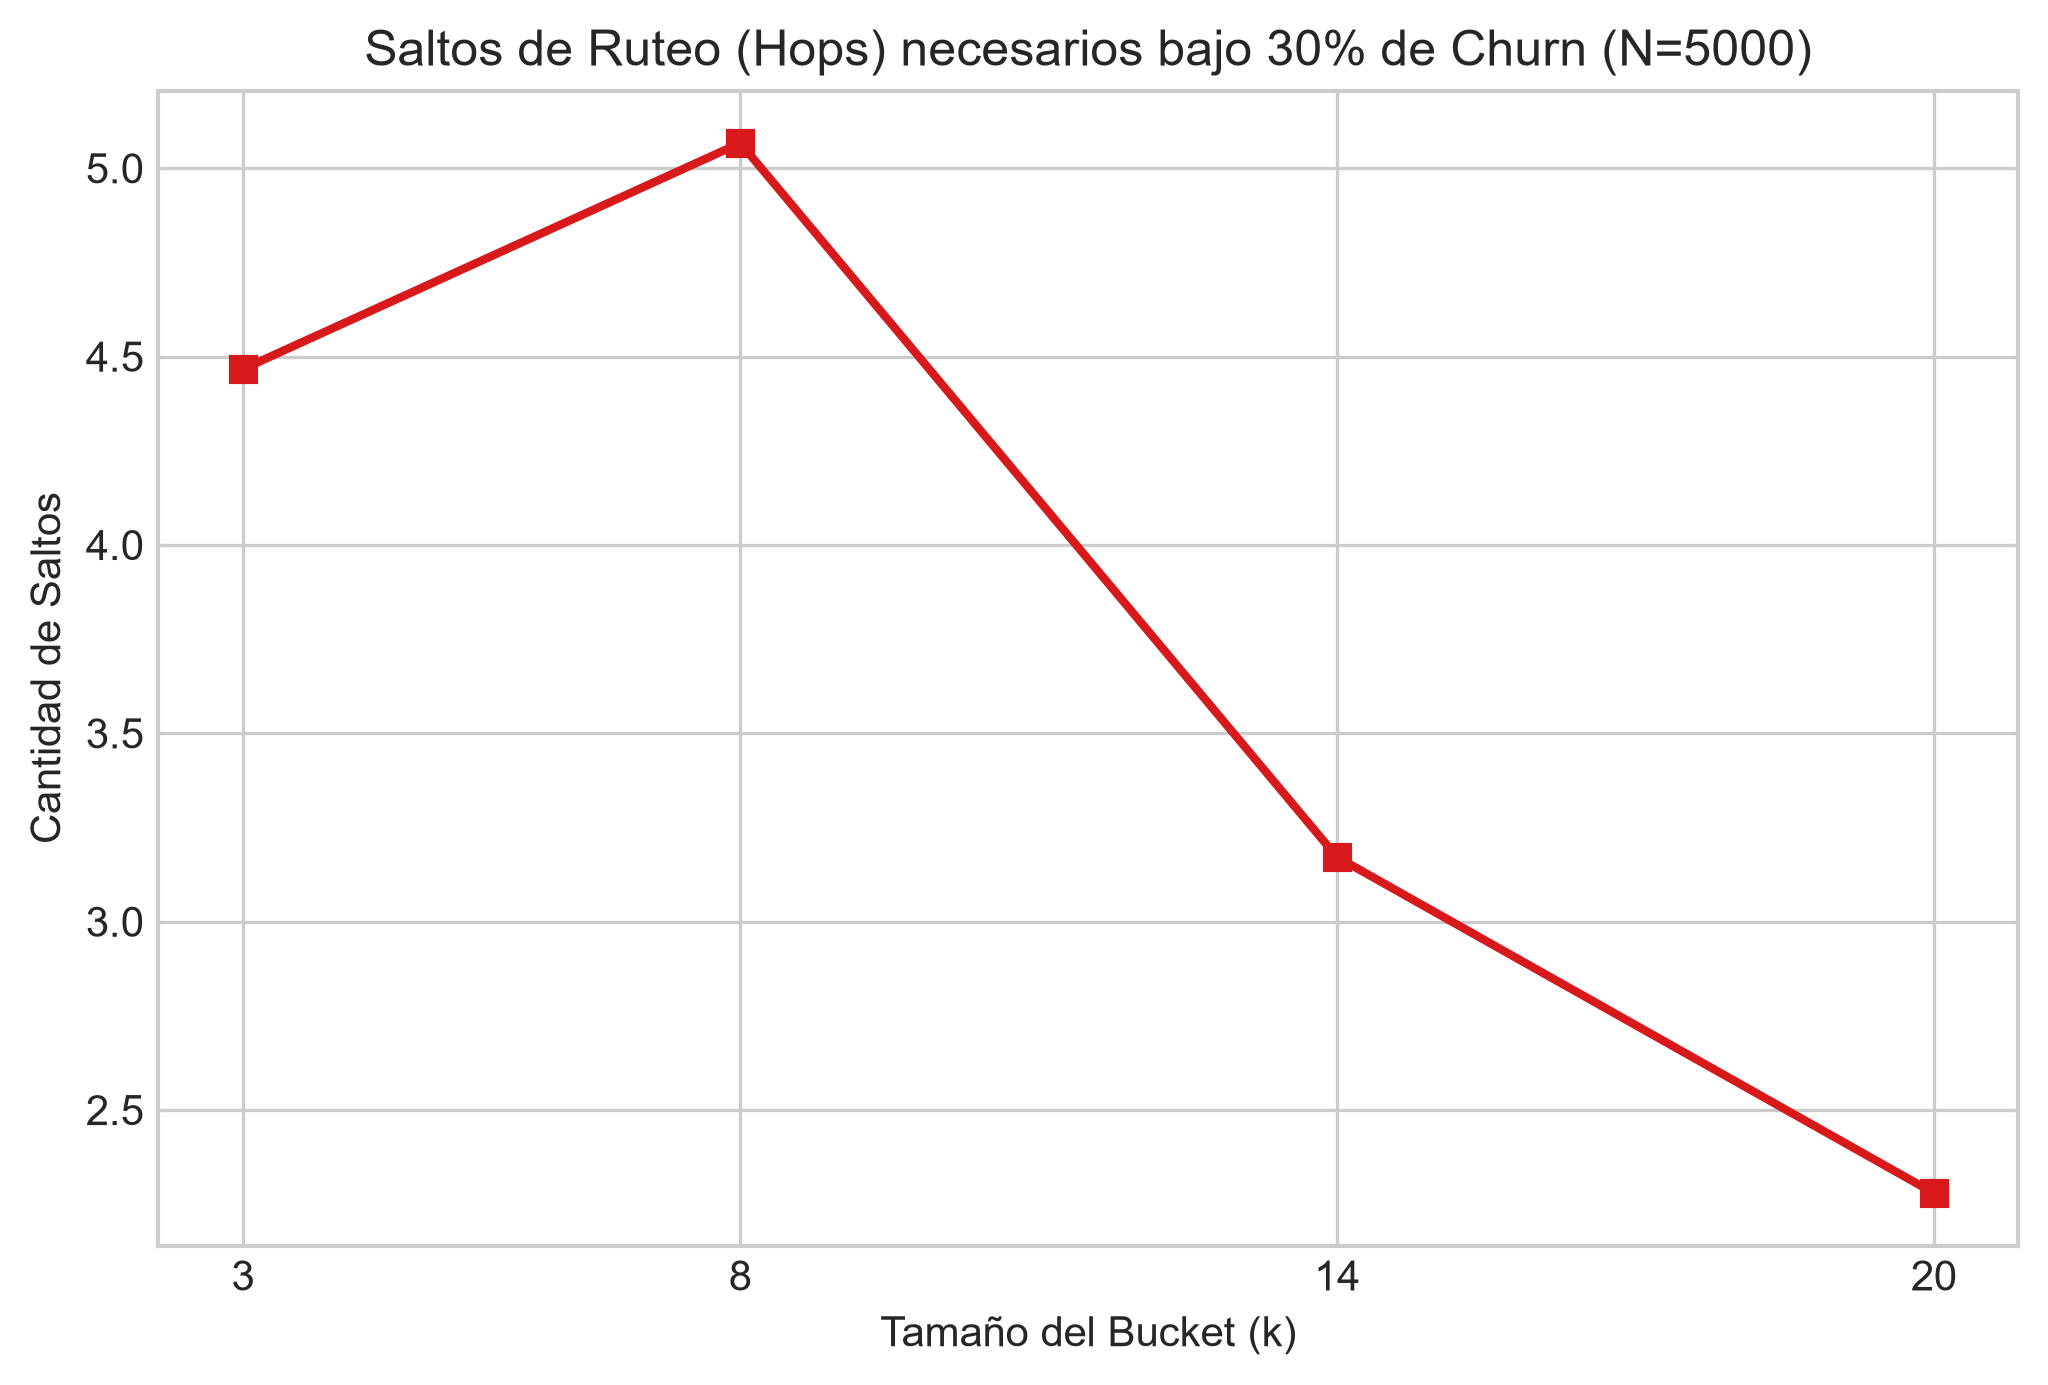 Saltos de Ruteo (Hops) necesarios bajo 30% de Churn (N=5000)
Cantidad de Saltos
5.0
4.5
4.0
3.5
3.0
2.5
3 8 14 20
Tamaño del Bucket (k)